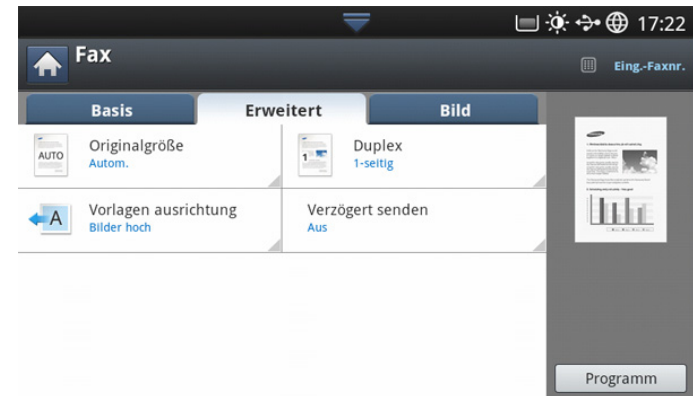 17:22
Fax
Eing.-Faxnr.
Basis
Erweitert
Bild
AUTO
Originalgröße
Autom.
1
Duplex
1-seitig
A
Vorlagen ausrichtung
Bilder hoch
Verzögert senden
Aus
Programm